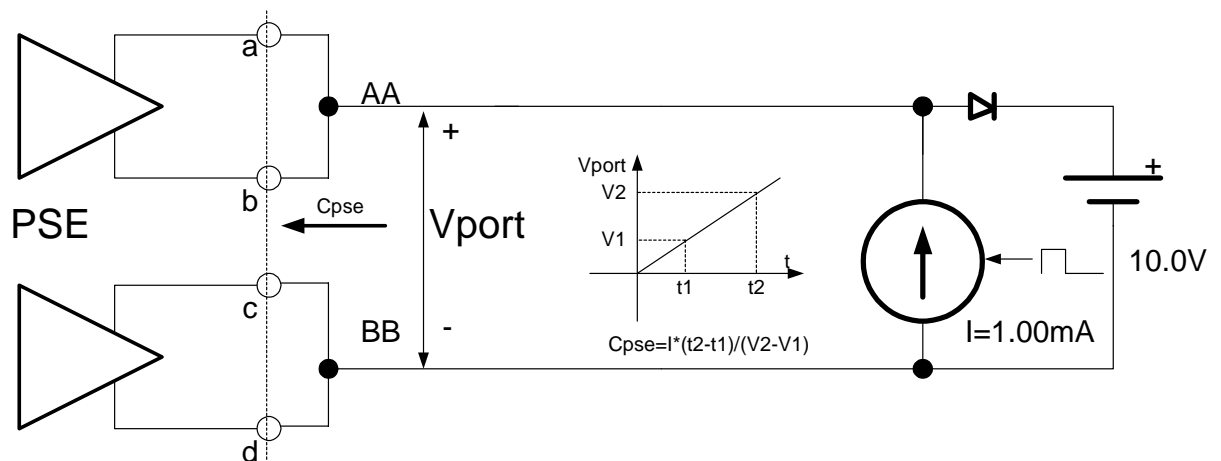 a
AA
+
b
PSE
Cpse
Vport
-
c
BB
d
Vport
V2
V1
t
t1 t2
Cpse=I*(t2-t1)/(V2-V1)
+
10.0V
I=1.00mA